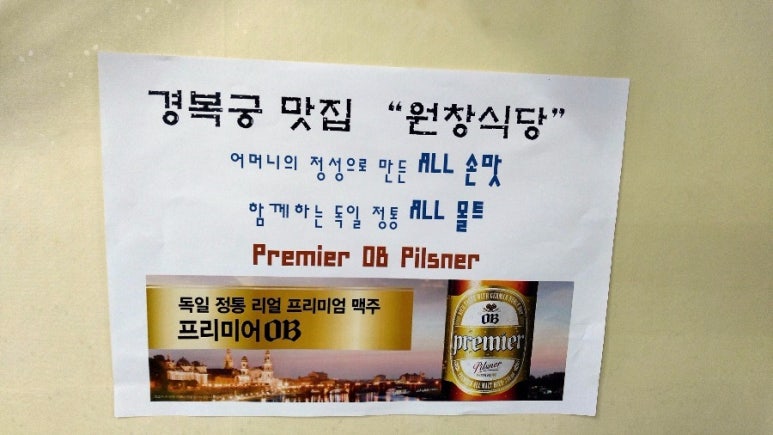 경복궁 맛집 “원창식당”
어머니의 정성으로 만든 ALL 손맛
함께하는 독일 정통 ALL 몰트
Premier OB Pilsner
독일 정통 리얼 프리미엄 맥주
프리미어OB
OB
premier
Pilsner